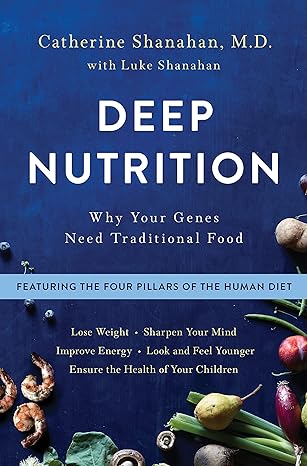 Catherine Shanahan, M.D.
with Luke Shanahan
DEEP
NUTRITION
Why Your Genes
Need Traditional Food
FEATURING THE FOUR PILLARS OF THE HUMAN DIET
Lose Weight • Sharpen Your Mind
Improve Energy • Look and Feel Younger
Ensure the Health of Your Children